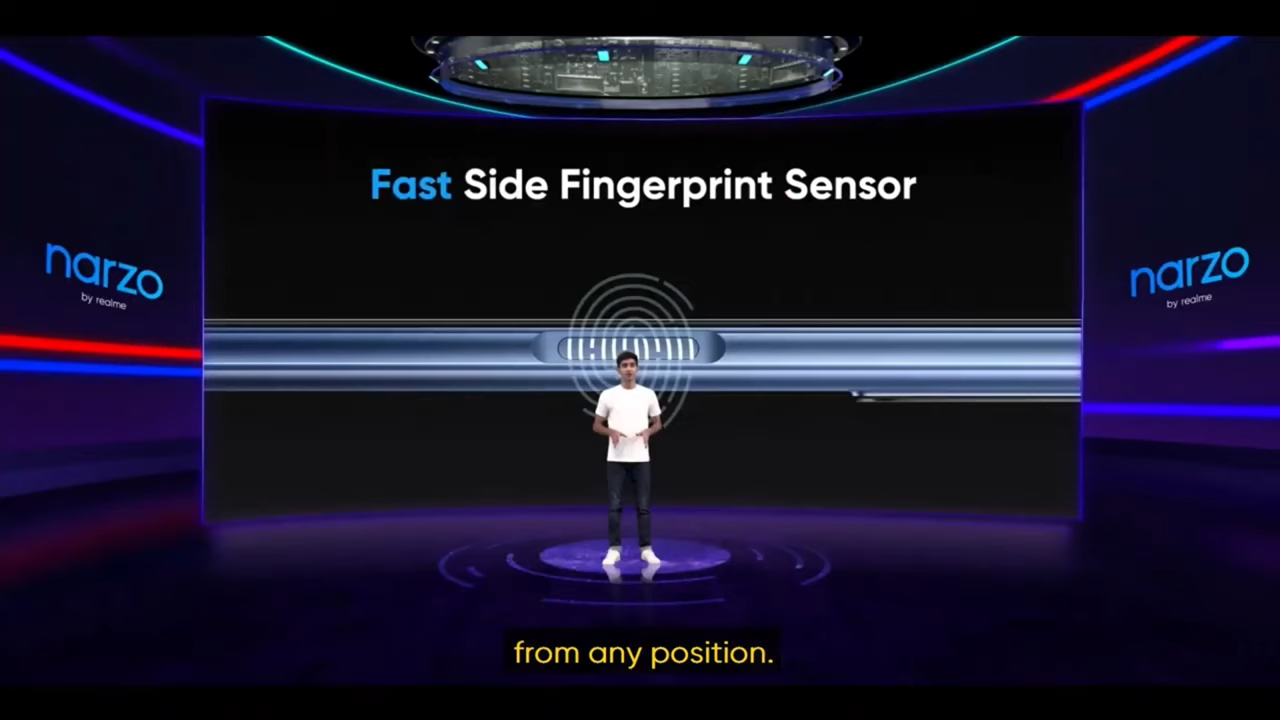 Fast Side Fingerprint Sensor
narzo
by realme
narzo
by realme
from any position.